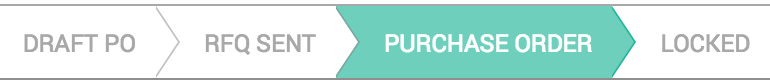 DRAFT PO RFQ SENT PURCHASE ORDER LOCKED